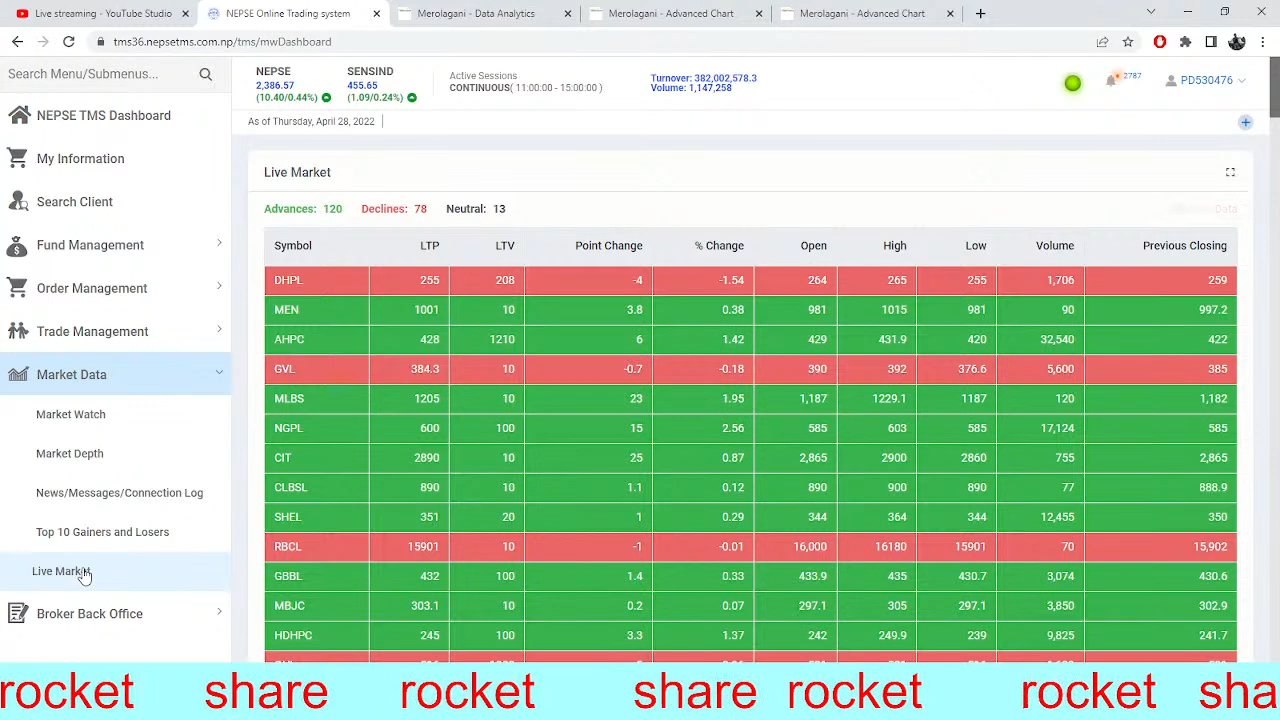 Live streaming - YouTube Studio
NEPSE Online Trading system
Merolagani - Data Analytics
Merolagani - Advanced Chart
Merolagani - Advanced Chart
tms36.nepsetms.com.np/tms/mwDashboard
Search Menu/Submenus...
NEPSE TMS Dashboard
My Information
Search Client
Fund Management
Order Management
Trade Management
Market Data
Market Watch
Market Depth
News/Messages/Connection Log
Top 10 Gainers and Losers
Live Market
Broker Back Office
NEPSE
2,386.57
(10.40/0.44%)
SENSIND
455.65
(1.09/0.24%)
Active Sessions
CONTINUOUS( 11:00:00 - 15:00:00 )
Turnover: 382,002,578.3
Volume: 1,147,258
2787
PD530476
As of Thursday, April 28, 2022
Live Market
Advances: 120 Declines: 78 Neutral: 13
Data
Symbol LTP LTV Point Change % Change Open High Low Volume Previous Closing
DHPL 255 208 -4 -1.54 264 265 255 1,706 259
MEN 1001 10 3.8 0.38 981 1015 981 90 997.2
AHPC 428 1210 6 1.42 429 431.9 420 32,540 422
GVL 384.3 10 -0.7 -0.18 390 392 376.6 5,600 385
MLBS 1205 10 23 1.95 1,187 1229.1 1187 120 1,182
NGPL 600 100 15 2.56 585 603 585 17,124 585
CIT 2890 10 25 0.87 2,865 2900 2860 755 2,865
CLBSL 890 10 1.1 0.12 890 900 890 77 888.9
SHEL 351 20 1 0.29 344 364 344 12,455 350
RBCL 15901 10 -1 -0.01 16,000 16180 15901 70 15,902
GBBL 432 100 1.4 0.33 433.9 435 430.7 3,074 430.6
MBJC 303.1 10 0.2 0.07 297.1 305 297.1 3,850 302.9
HDHPC 245 100 3.3 1.37 242 249.9 239 9,825 241.7
rocket share rocket share rocket rocket sha